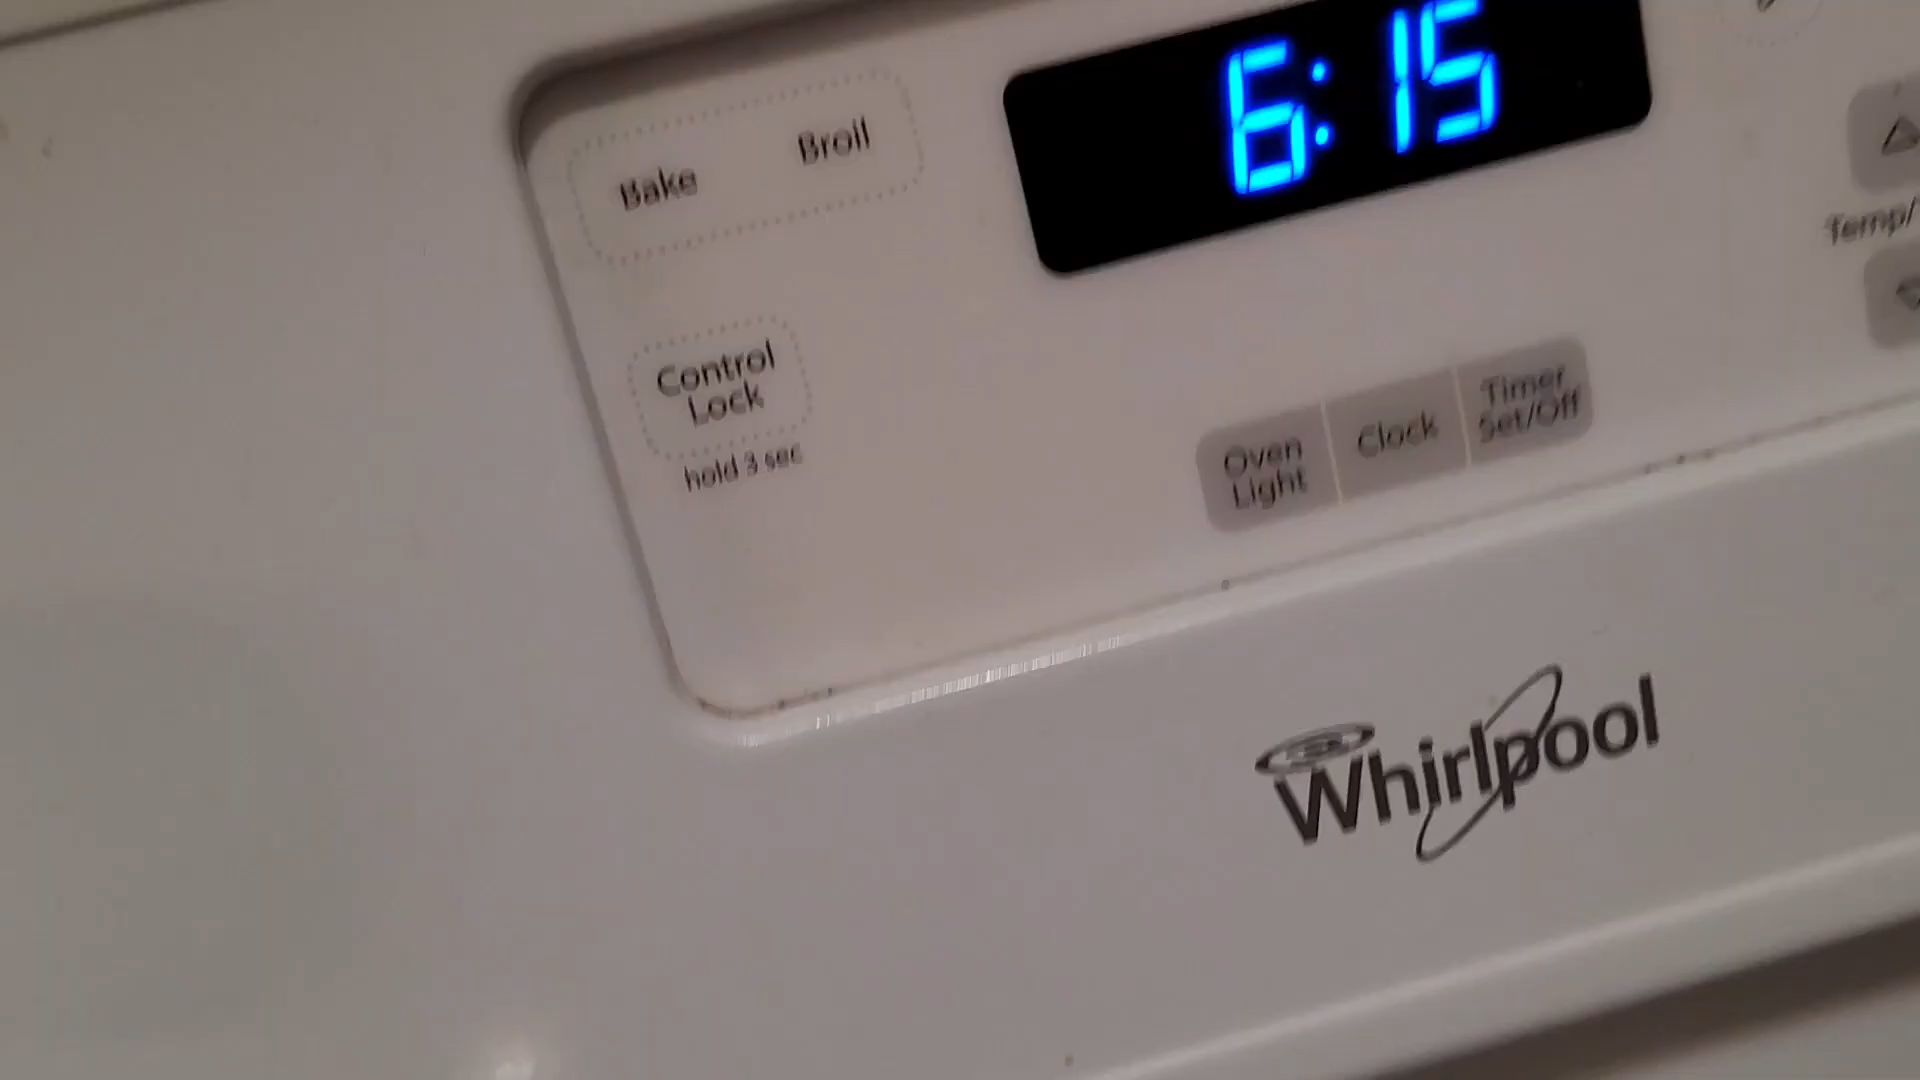 6:15
Bake
Broil
Control
Lock
hold 3 sec
Temp/
Oven
Light
Clock
Timer
Set/Off
Whirlpool